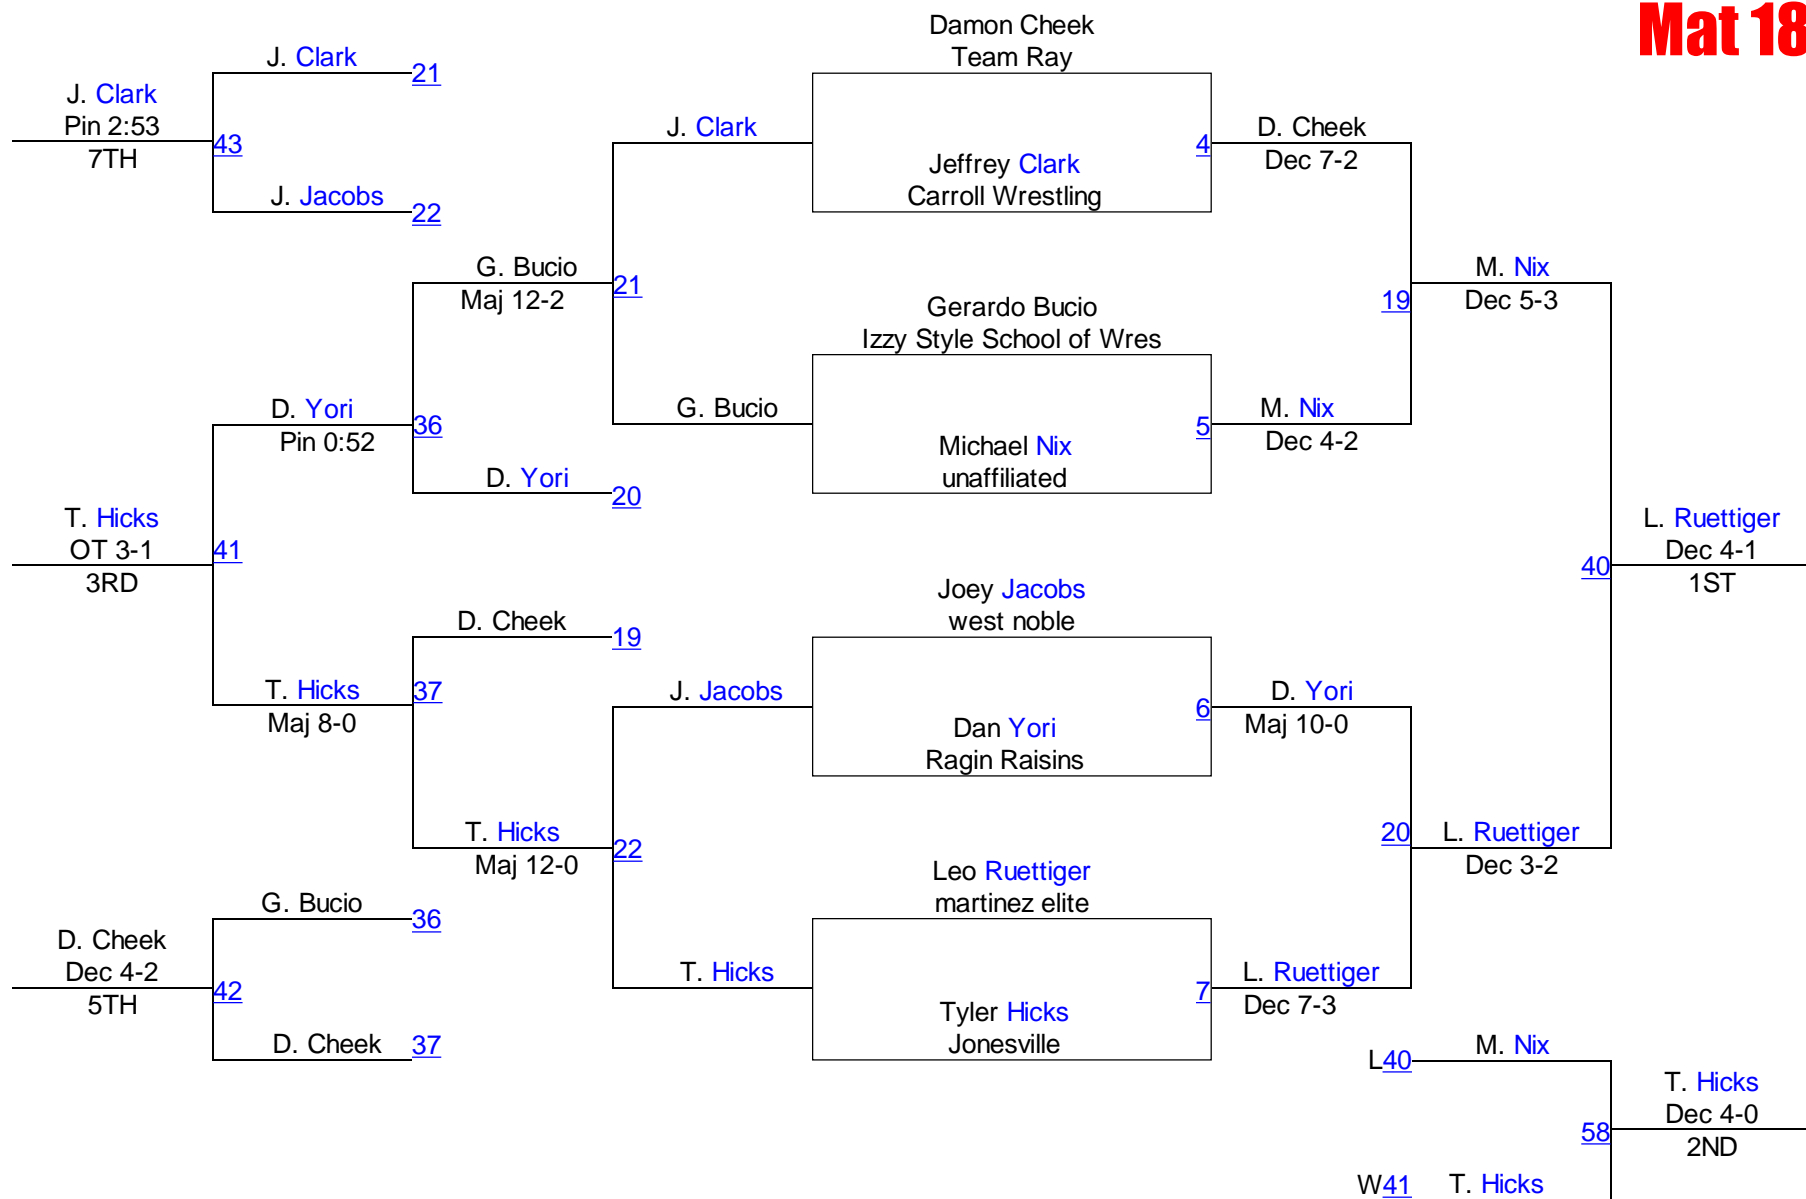 Mat 18
Damon Cheek
Team Ray
J. Clark
21
J. Clark
Pin 2:53
7TH
43
J. Jacobs
22
J. Clark
Jeffrey Clark
Carroll Wrestling
4
D. Cheek
Dec 7-2
G. Bucio
Maj 12-2
21
Gerardo Bucio
Izzy Style School of Wres
19
M. Nix
Dec 5-3
D. Yori
Pin 0:52
36
G. Bucio
Michael Nix
unaffiliated
5
M. Nix
Dec 4-2
D. Yori
20
T. Hicks
OT 3-1
3RD
41
L. Ruettiger
Dec 4-1
1ST
40
Joey Jacobs
west noble
D. Cheek
19
T. Hicks
Maj 8-0
37
J. Jacobs
Dan Yori
Ragin Raisins
6
D. Yori
Maj 10-0
T. Hicks
Maj 12-0
22
20
L. Ruettiger
Dec 3-2
Leo Ruettiger
martinez elite
G. Bucio
36
D. Cheek
Dec 4-2
5TH
42
D. Cheek
37
T. Hicks
Tyler Hicks
Jonesville
7
L. Ruettiger
Dec 7-3
L40
M. Nix
T. Hicks
Dec 4-0
2ND
58
W41
T. Hicks